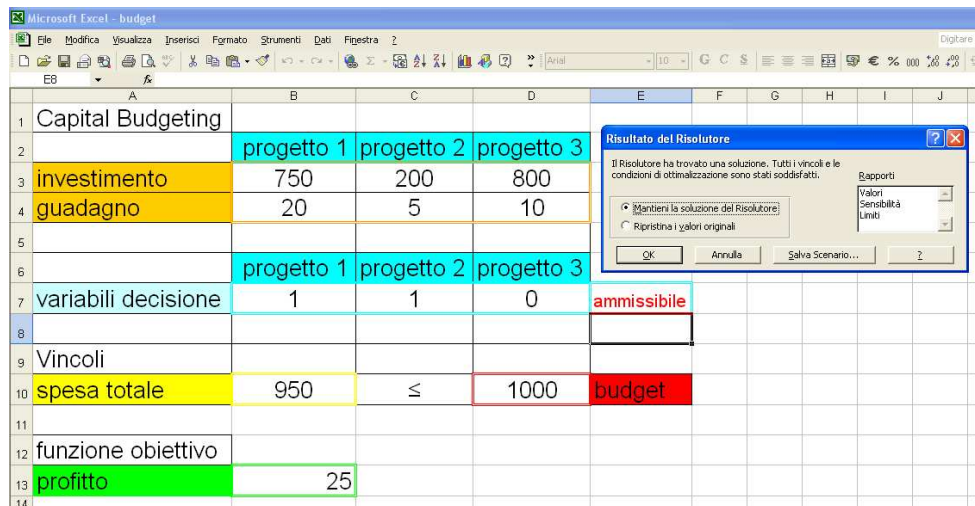 Microsoft Excel - budget
File Modifica Visualizza Inserisci Formato Strumenti Dati Finestra ?
Digitare
Arial 10 G C S € % 000
E8 fx
A B C D E F G H I J
1 Capital Budgeting
2 progetto 1 progetto 2 progetto 3
3 investimento 750 200 800
4 guadagno 20 5 10
5
6 progetto 1 progetto 2 progetto 3
7 variabili decisione 1 1 0 ammissibile
8
9 Vincoli
10 spesa totale 950 ≤ 1000 budget
11
12 funzione obiettivo
13 profitto 25
14
Risultato del Risolutore
Il Risolutore ha trovato una soluzione. Tutti i vincoli e le
condizioni di ottimalizzazione sono stati soddisfatti.
Rapporti
Valori
Sensibilità
Limiti
Mantieni la soluzione del Risolutore
Ripristina i valori originali
OK Annulla Salva Scenario... ?